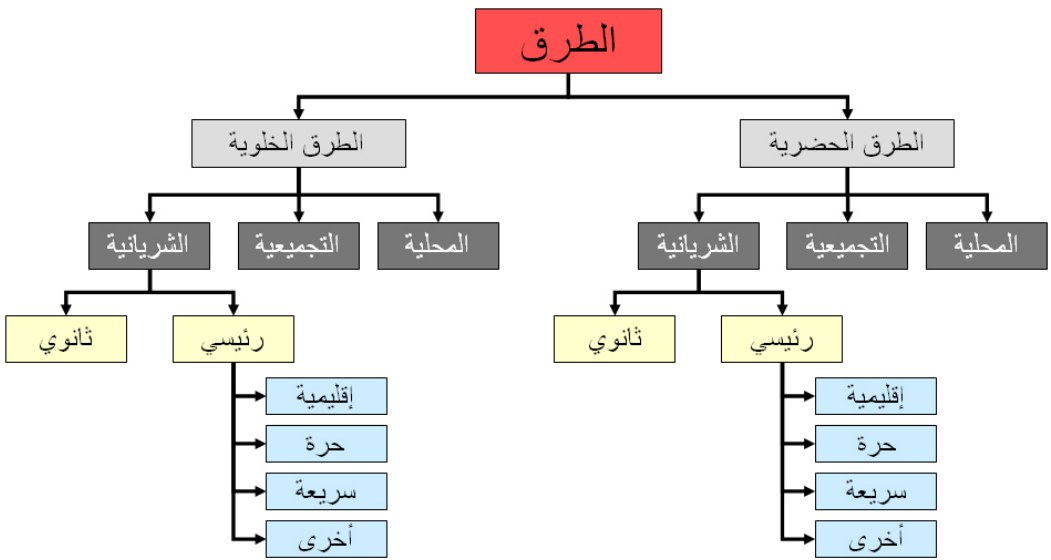 الطرق
الطرق الحضرية
الطرق الخلوية
المحلية
التجميعية
الشريانية
المحلية
التجميعية
الشريانية
رئيسي
ثانوي
رئيسي
ثانوي
إقليمية
إقليمية
حرة
حرة
سريعة
سريعة
أخرى
أخرى